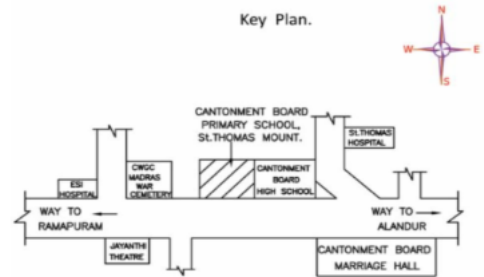 Key Plan.
N
W
E
S
CANTONMENT BOARD
PRIMARY SCHOOL,
St.THOMAS MOUNT.
St.THOMAS
HOSPITAL
CWGC
MADRAS
WAR
CEMETERY
CANTONMENT
BOARD
HIGH SCHOOL
ESI
HOSPITAL
WAY TO
RAMAPURAM
WAY TO
ALANDUR
JAYANTHI
THEATRE
CANTONMENT BOARD
MARRIAGE HALL